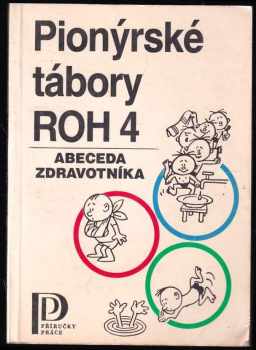 Pionýrské
tábory
ROH 4
ABECEDA
ZDRAVOTNÍKA
P
PŘÍRUČKY
PRÁCE